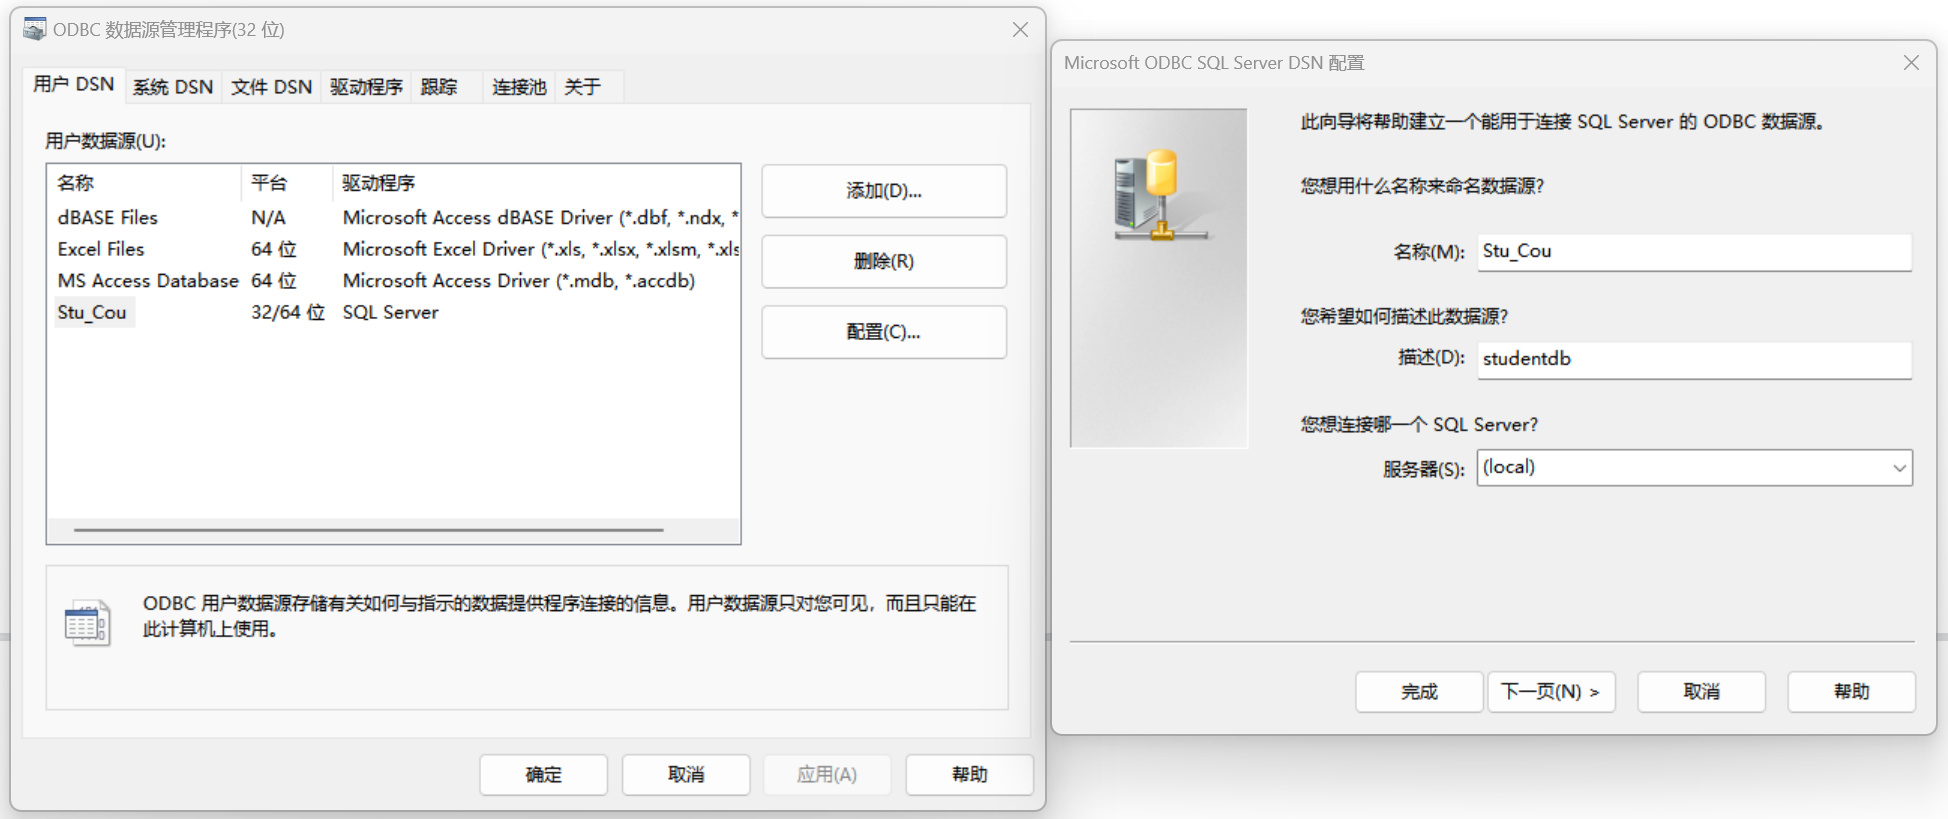 ODBC 数据源管理程序(32 位)
用户 DSN 系统 DSN 文件 DSN 驱动程序 跟踪 连接池 关于
用户数据源(U):
名称 平台 驱动程序
dBASE Files N/A Microsoft Access dBASE Driver (*.dbf, *.ndx, *
Excel Files 64 位 Microsoft Excel Driver (*.xls, *.xlsx, *.xlsm, *.xls
MS Access Database 64 位 Microsoft Access Driver (*.mdb, *.accdb)
Stu_Cou 32/64 位 SQL Server
添加(D)...
删除(R)
配置(C)...
ODBC 用户数据源存储有关如何与指示的数据提供程序连接的信息。用户数据源只对您可见，而且只能在
此计算机上使用。
确定 取消 应用(A) 帮助
Microsoft ODBC SQL Server DSN 配置
此向导将帮助建立一个能用于连接 SQL Server 的 ODBC 数据源。
您想用什么名称来命名数据源?
名称(M): Stu_Cou
您希望如何描述此数据源?
描述(D): studentdb
您想连接哪一个 SQL Server?
服务器(S): (local)
完成 下一页(N) > 取消 帮助